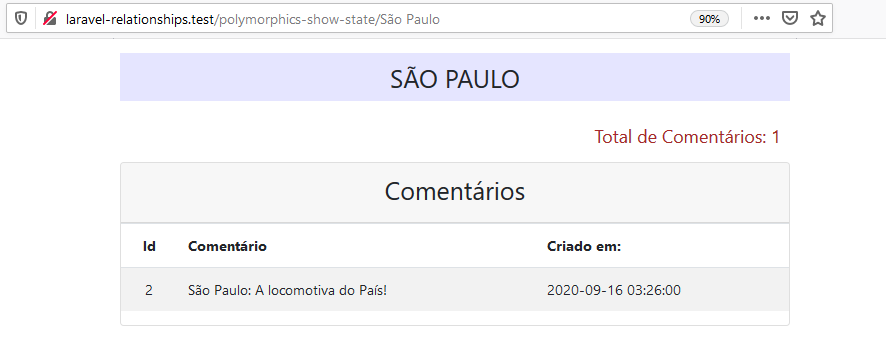 laravel-relationships.test/polymorphics-show-state/São Paulo 90%
SÃO PAULO
Total de Comentários: 1
Comentários
Id Comentário Criado em:
2 São Paulo: A locomotiva do País! 2020-09-16 03:26:00